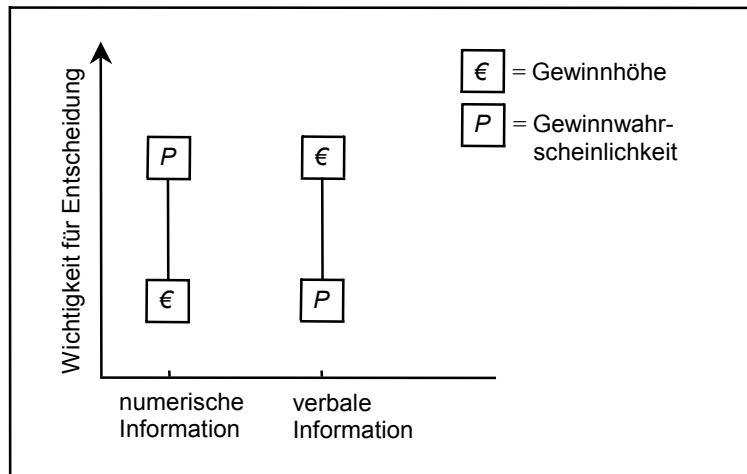 Wichtigkeit für Entscheidung
€ = Gewinnhöhe
P = Gewinnwahr-
scheinlichkeit
P €
€ P
numerische verbale
Information Information